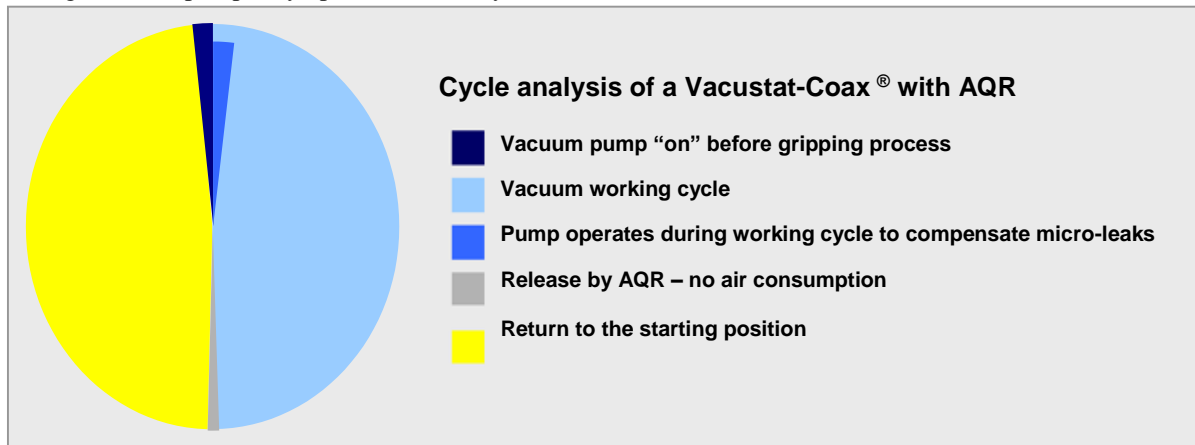 Cycle analysis of a Vacustat-Coax ® with AQR
Vacuum pump “on” before gripping process
Vacuum working cycle
Pump operates during working cycle to compensate micro-leaks
Release by AQR – no air consumption
Return to the starting position